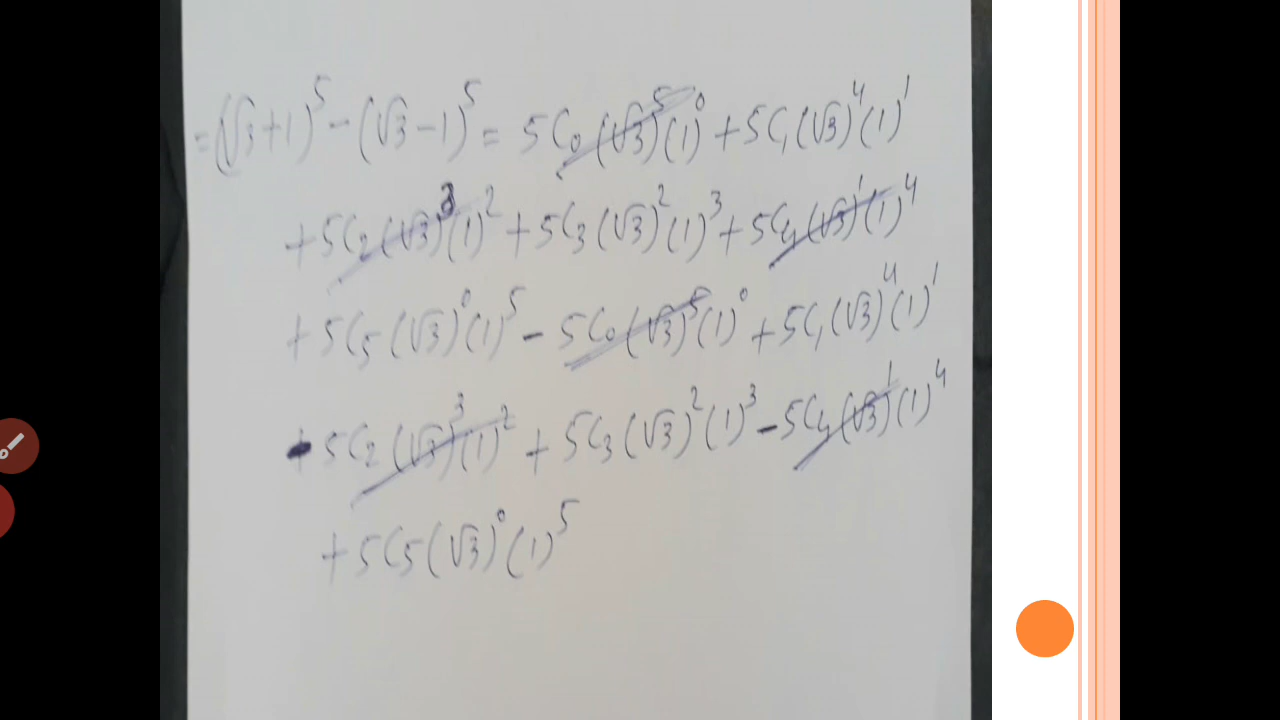 = (√3+1)⁵ − (√3−1)⁵ = 5C₀(√3)⁵(1)⁰ + 5C₁(√3)⁴(1)¹
+ 5C₂(√3)³(1)² + 5C₃(√3)²(1)³ + 5C₄(√3)¹(1)⁴
+ 5C₅(√3)⁰(1)⁵ − 5C₀(√3)⁵(1)⁰ + 5C₁(√3)⁴(1)¹
- 5C₂(√3)³(1)² + 5C₃(√3)²(1)³ − 5C₄(√3)¹(1)⁴
+ 5C5(√3)⁰(1)⁵